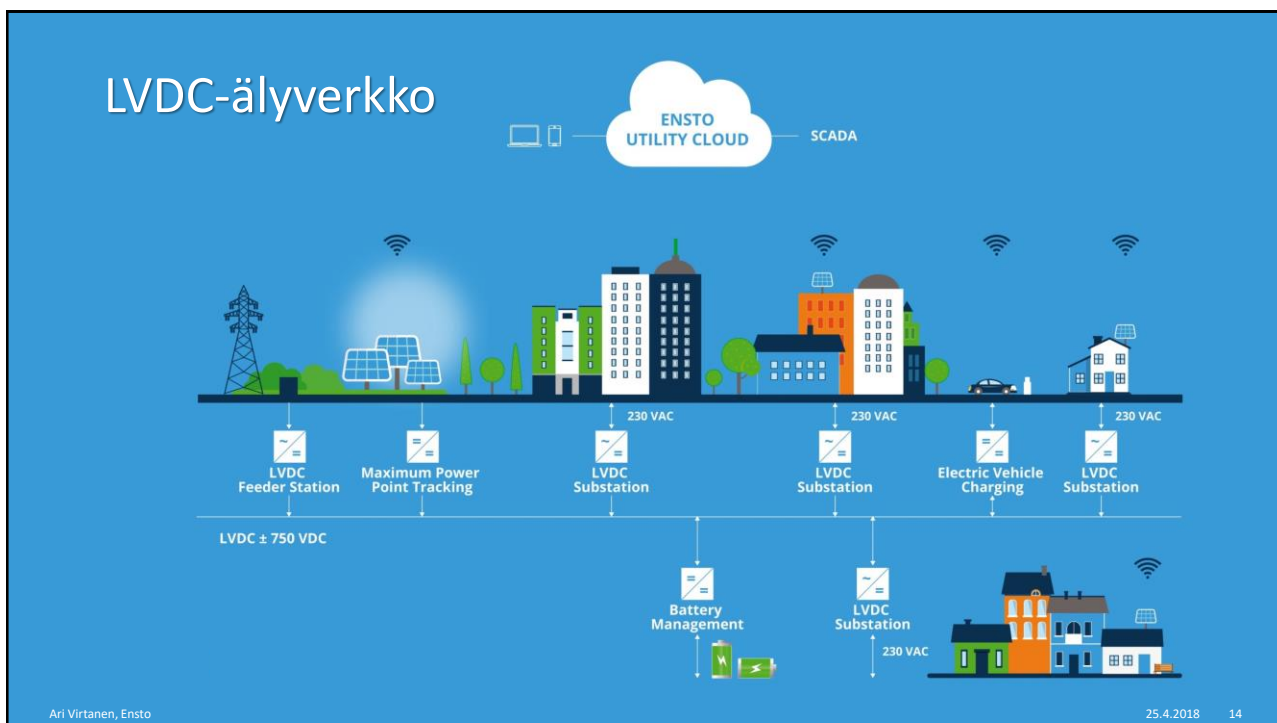 LVDC-älyverkko
ENSTO
UTILITY CLOUD
SCADA
230 VAC
230 VAC
230 VAC
LVDC
Feeder Station
Maximum Power
Point Tracking
LVDC
Substation
LVDC
Substation
Electric Vehicle
Charging
LVDC
Substation
LVDC ± 750 VDC
Battery
Management
LVDC
Substation
230 VAC
Ari Virtanen, Ensto
25.4.2018
14